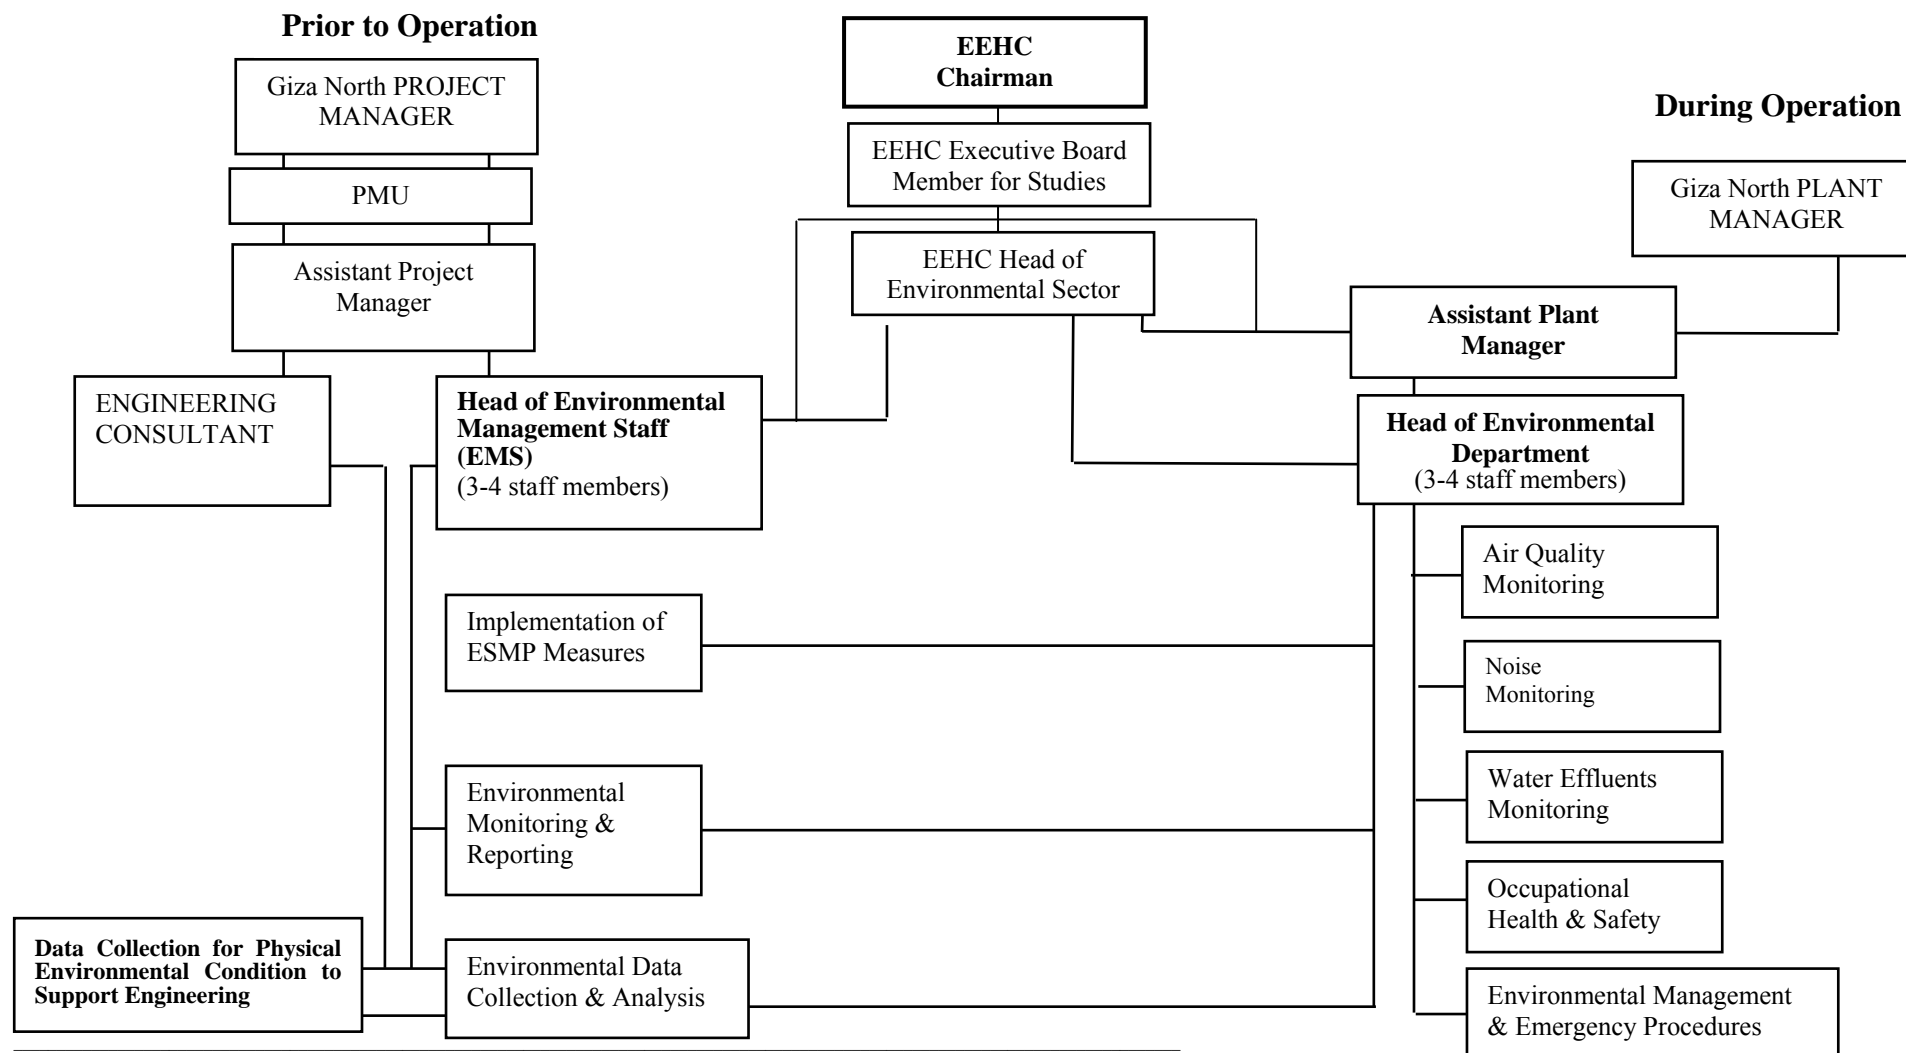 Prior to Operation
EEHC
Chairman
During Operation
Giza North PROJECT
MANAGER
PMU
Assistant Project
Manager
EEHC Executive Board
Member for Studies
EEHC Head of
Environmental Sector
Giza North PLANT
MANAGER
Assistant Plant
Manager
ENGINEERING
CONSULTANT
Head of Environmental
Management Staff
(EMS)
(3-4 staff members)
Head of Environmental
Department
(3-4 staff members)
Implementation of
ESMP Measures
Environmental
Monitoring &
Reporting
Data Collection for Physical
Environmental Condition to
Support Engineering
Environmental Data
Collection & Analysis
Air Quality
Monitoring
Noise
Monitoring
Water Effluents
Monitoring
Occupational
Health & Safety
Environmental Management
& Emergency Procedures